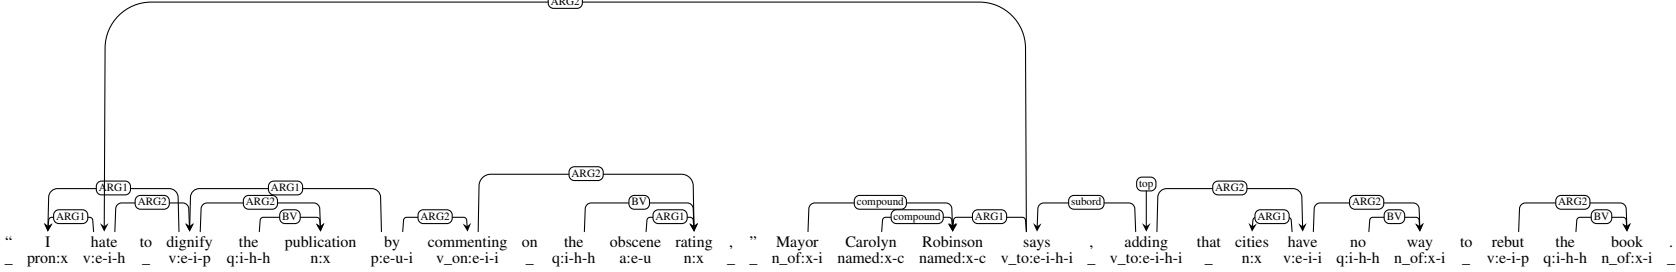 ARG2
ARG2
top
ARG1 ARG1 ARG2
ARG2 ARG2 BV compound subord ARG2 ARG2
ARG1 BV ARG2 ARG1 compound ARG1 ARG1 BV BV
“ I hate to dignify the publication by commenting on the obscene rating , ” Mayor Carolyn Robinson says , adding that cities have no way to rebut the book .
_ pron:x v:e-i-h _ v:e-i-p q:i-h-h n:x p:e-u-i v_on:e-i-i _ q:i-h-h a:e-u n:x _ _ n_of:x-i named:x-c named:x-c v_to:e-i-h-i _ v_to:e-i-h-i _ n:x v:e-i-i q:i-h-h n_of:x-i _ v:e-i-p q:i-h-h n_of:x-i _